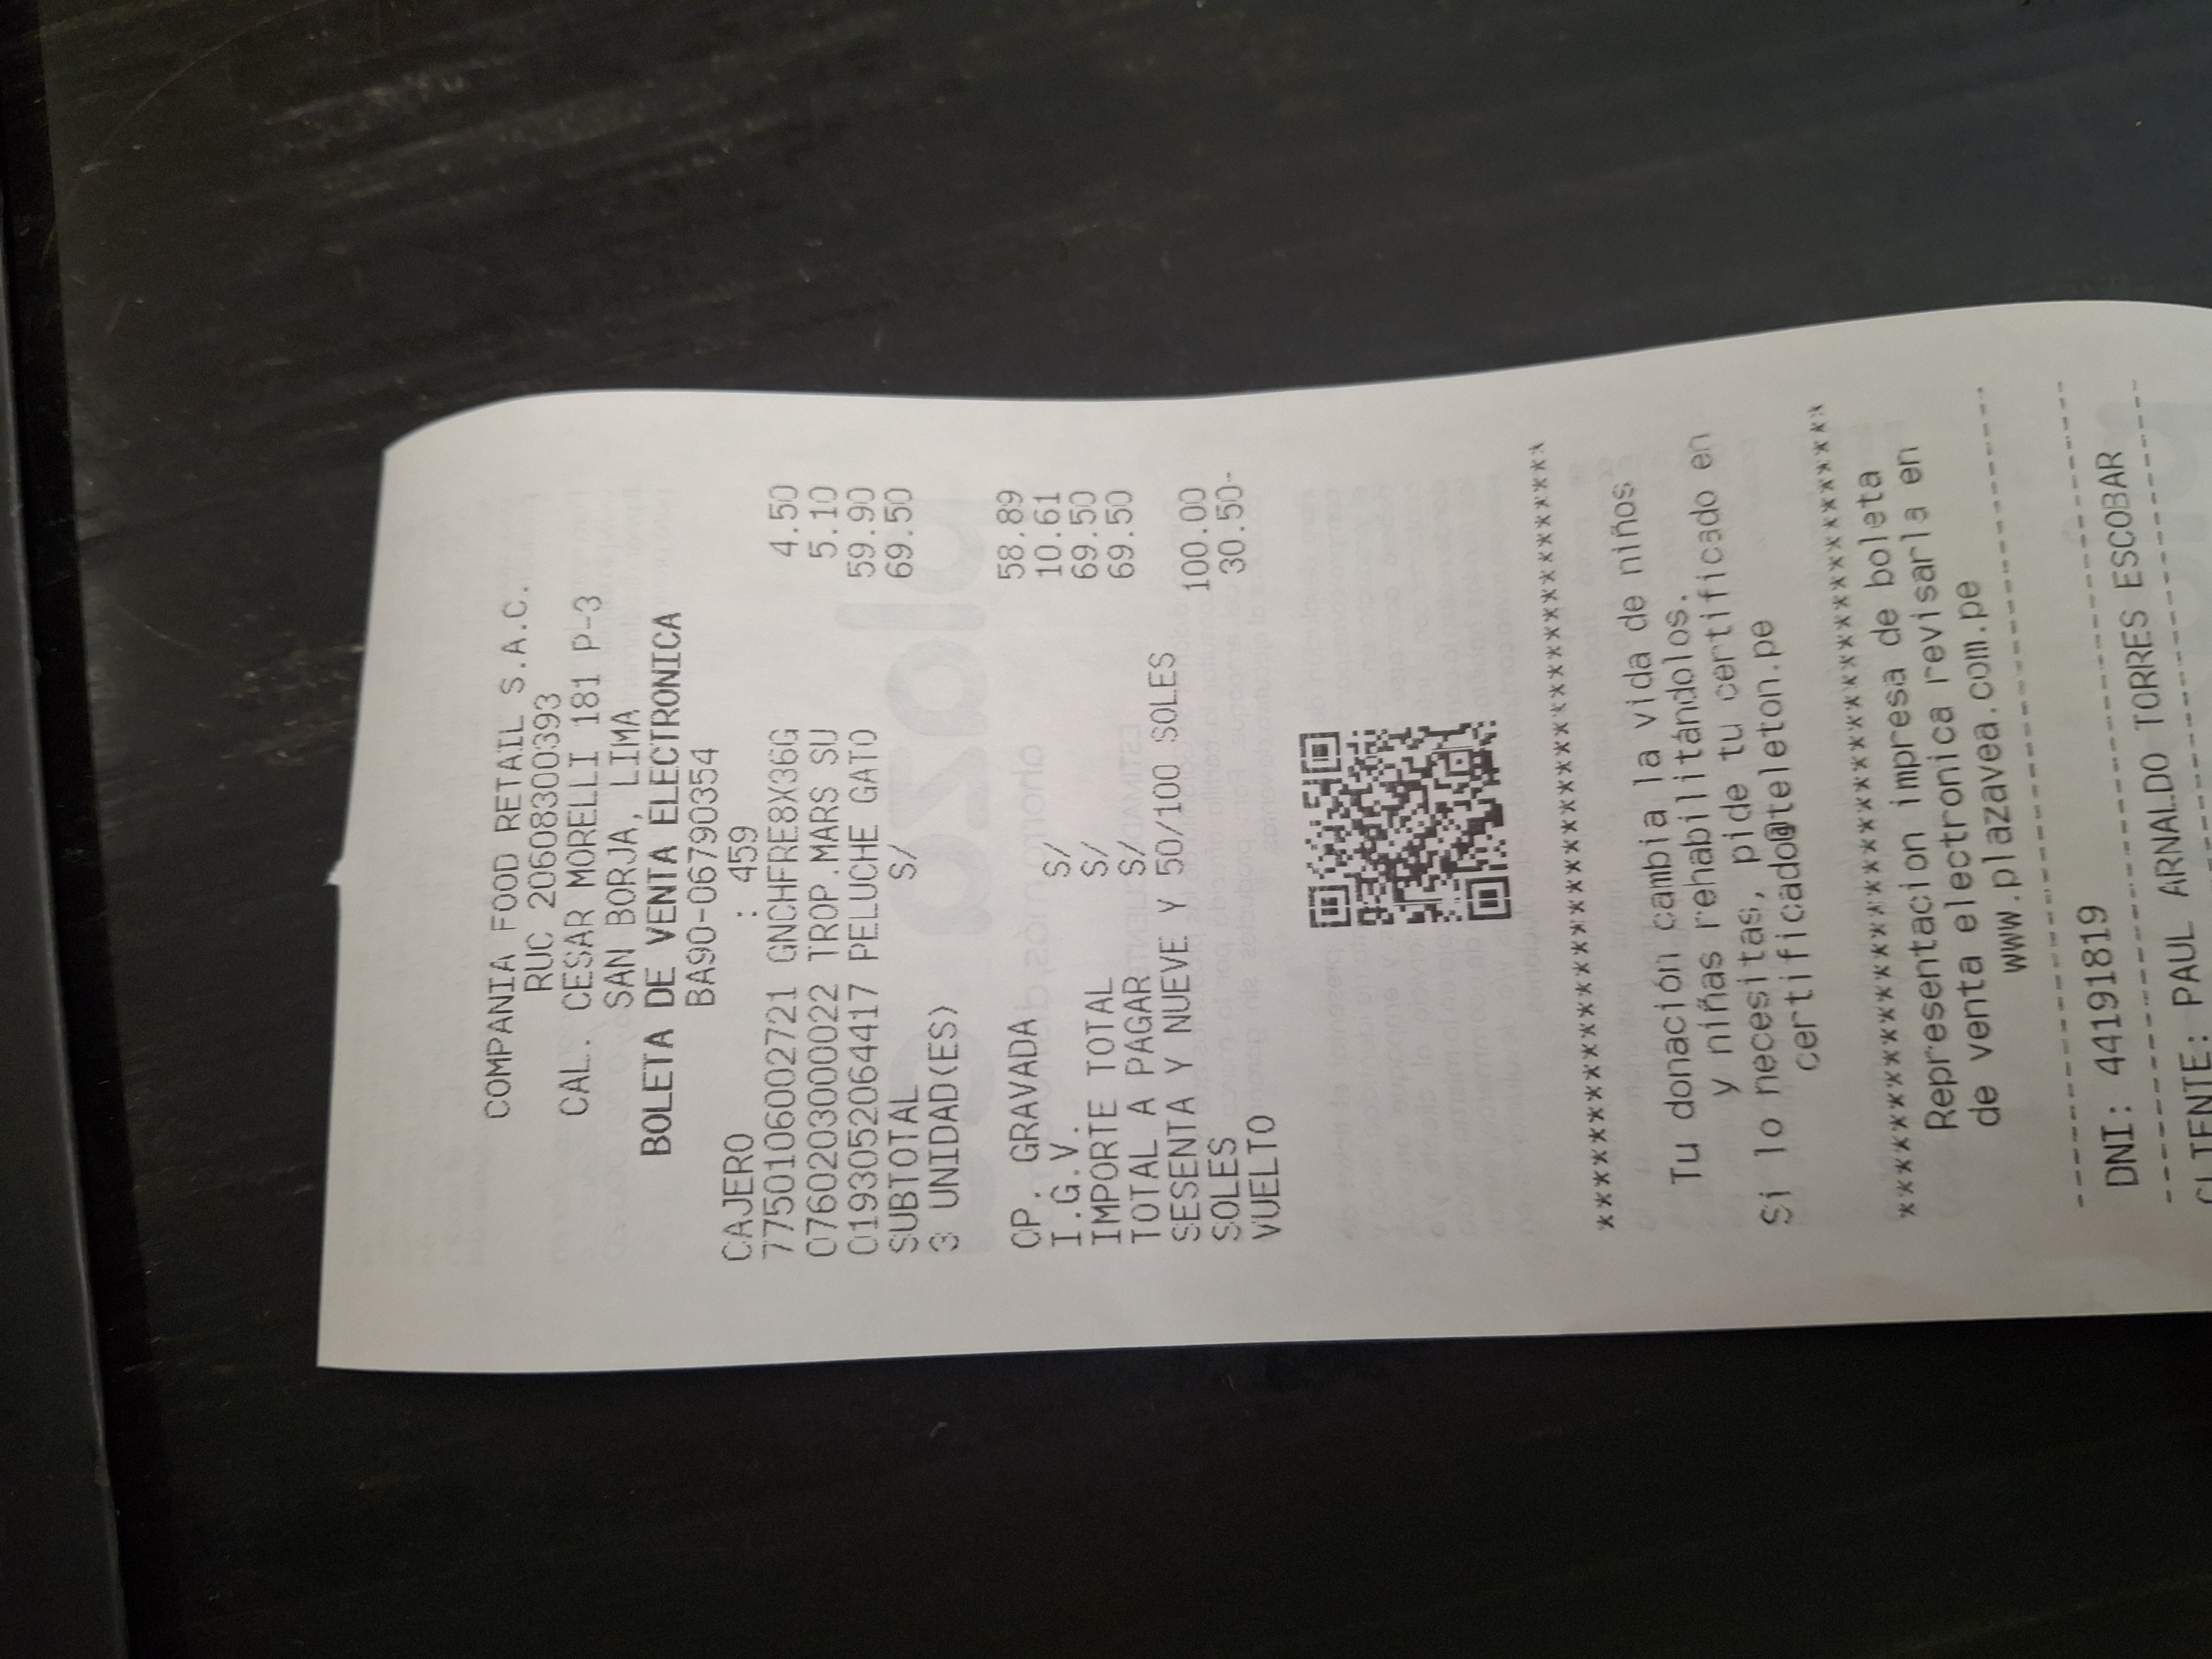 COMPANIA FOOD RETAIL S.A.C.
RUC 20608300393
CAL. CESAR MORELLI 181 P-3
SAN BORJA, LIMA
BOLETA DE VENTA ELECTRONICA
BA90-06790354
CAJERO : 459
7750106002721 GNCHFRE8X36G 4.50
0760203000022 TROP.MARS SU 5.10
0193052064417 PELUCHE GATO 59.90
SUBTOTAL S/ 69.50
3 UNIDAD(ES)
OP. GRAVADA 58.89
I.G.V. S/ 10.61
IMPORTE TOTAL S/ 69.50
TOTAL A PAGAR S/ 69.50
SESENTA Y NUEVE Y 50/100 SOLES
SOLES 100.00
VUELTO 30.50-
****************************************
Tu donación cambia la vida de niños
y niñas rehabilitándolos.
Si lo necesitas, pide tu certificado en
certificado@teleton.pe
****************************************
Representacion impresa de boleta
de venta electronica revisarla en
www.plazavea.com.pe
DNI: 44191819
CLIENTE: PAUL ARNALDO TORRES ESCOBAR